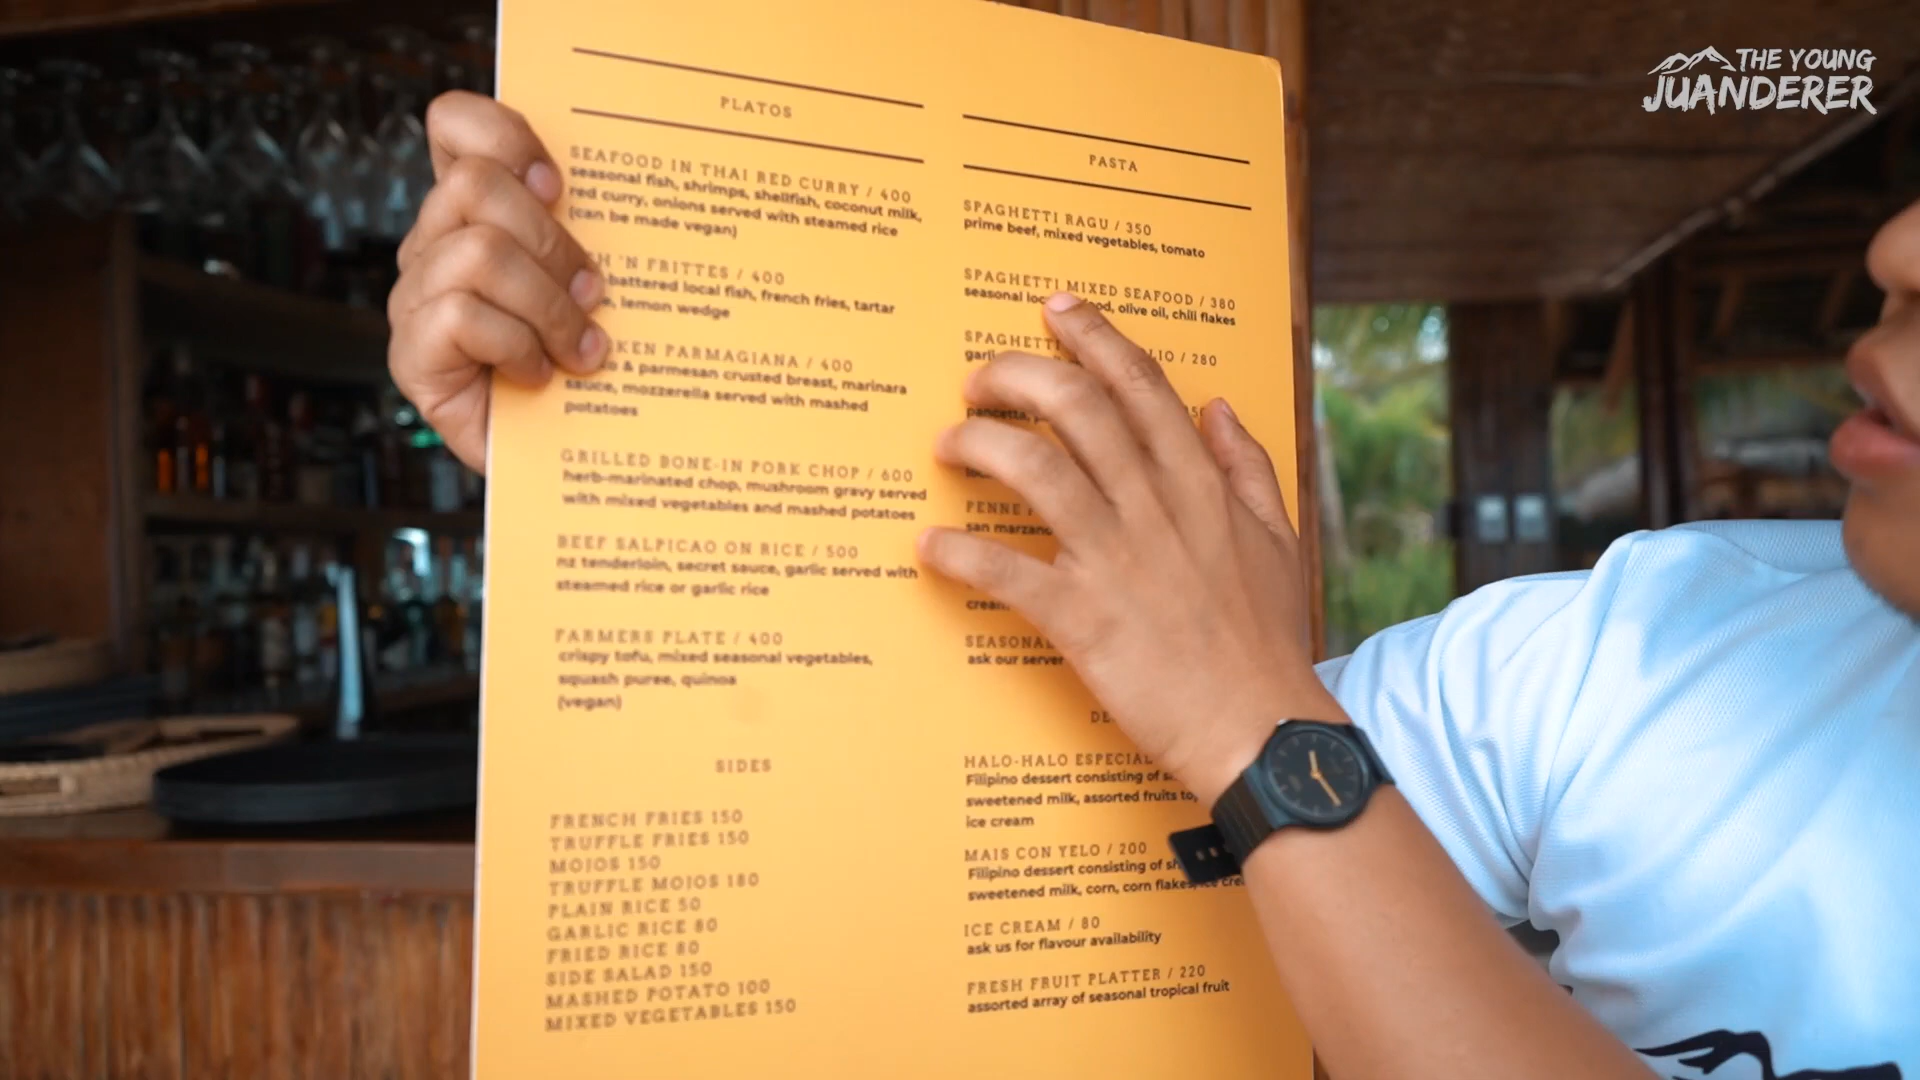 THE YOUNG
JUANDERER
PLATOS
SEAFOOD IN THAI RED CURRY / 400
seasonal fish, shrimps, shellfish, coconut milk,
red curry, onions served with steamed rice
(can be made vegan)
'N FRITTES / 400
battered local fish, french fries, tartar
lemon wedge
PARMAGIANA / 400
& parmesan crusted breast, marinara
sauce, mozzerella served with mashed
potatoes
GRILLED BONE-IN PORK CHOP / 600
herb-marinated chop, mushroom gravy served
with mixed vegetables and mashed potatoes
BEEF SALPICAO ON RICE / 500
nz tenderloin, secret sauce, garlic served with
steamed rice or garlic rice
FARMERS PLATE / 400
crispy tofu, mixed seasonal vegetables,
squash puree, quinoa
(vegan)
SIDES
FRENCH FRIES 150
TRUFFLE FRIES 150
MOJOS 150
TRUFFLE MOJOS 180
PLAIN RICE 50
GARLIC RICE 80
FRIED RICE 80
SIDE SALAD 150
MASHED POTATO 100
MIXED VEGETABLES 150
PASTA
SPAGHETTI RAGU / 350
prime beef, mixed vegetables, tomato
SPAGHETTI MIXED SEAFOOD / 380
seasonal olive oil, chili flakes
SPAGHETTI / 280
pancetta,
PENNE
san
SEASONAL
ask our server
HALO-HALO ESPECIAL
Filipino dessert consisting of
sweetened milk, assorted fruits
ice cream
MAIS CON YELO / 200
Filipino dessert consisting of
sweetened milk, corn, corn flakes,
ICE CREAM / 80
ask us for flavour availability
FRESH FRUIT PLATTER / 220
assorted array of seasonal tropical fruit